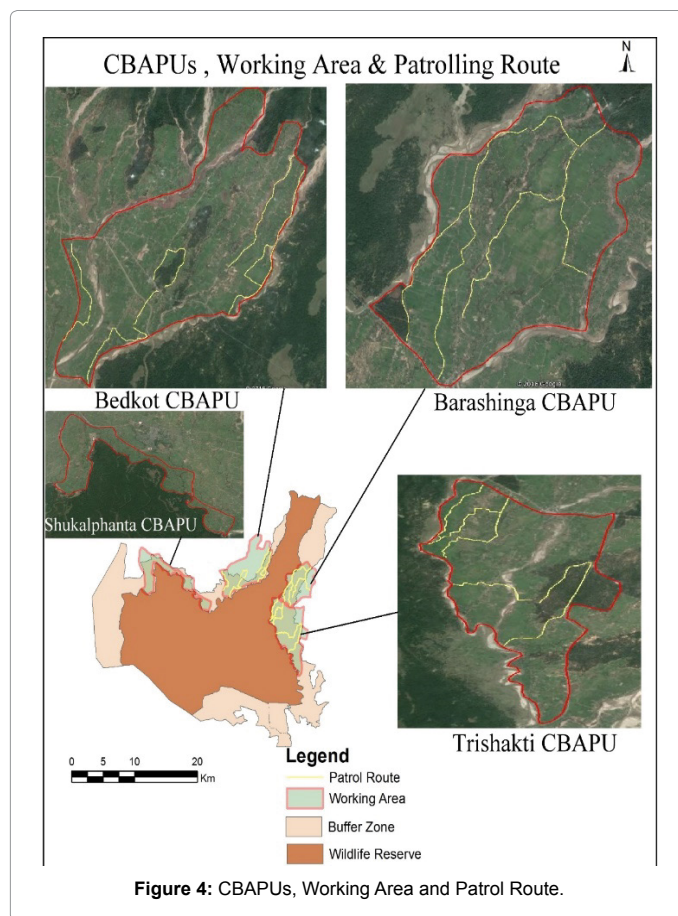 CBAPUs , Working Area & Patrolling Route
N
Bedkot CBAPU
Barashinga CBAPU
Shukalphanta CBAPU
Trishakti CBAPU
0 5 10 20
Km
Legend
Patrol Route
Working Area
Buffer Zone
Wildlife Reserve
Figure 4: CBAPUs, Working Area and Patrol Route.